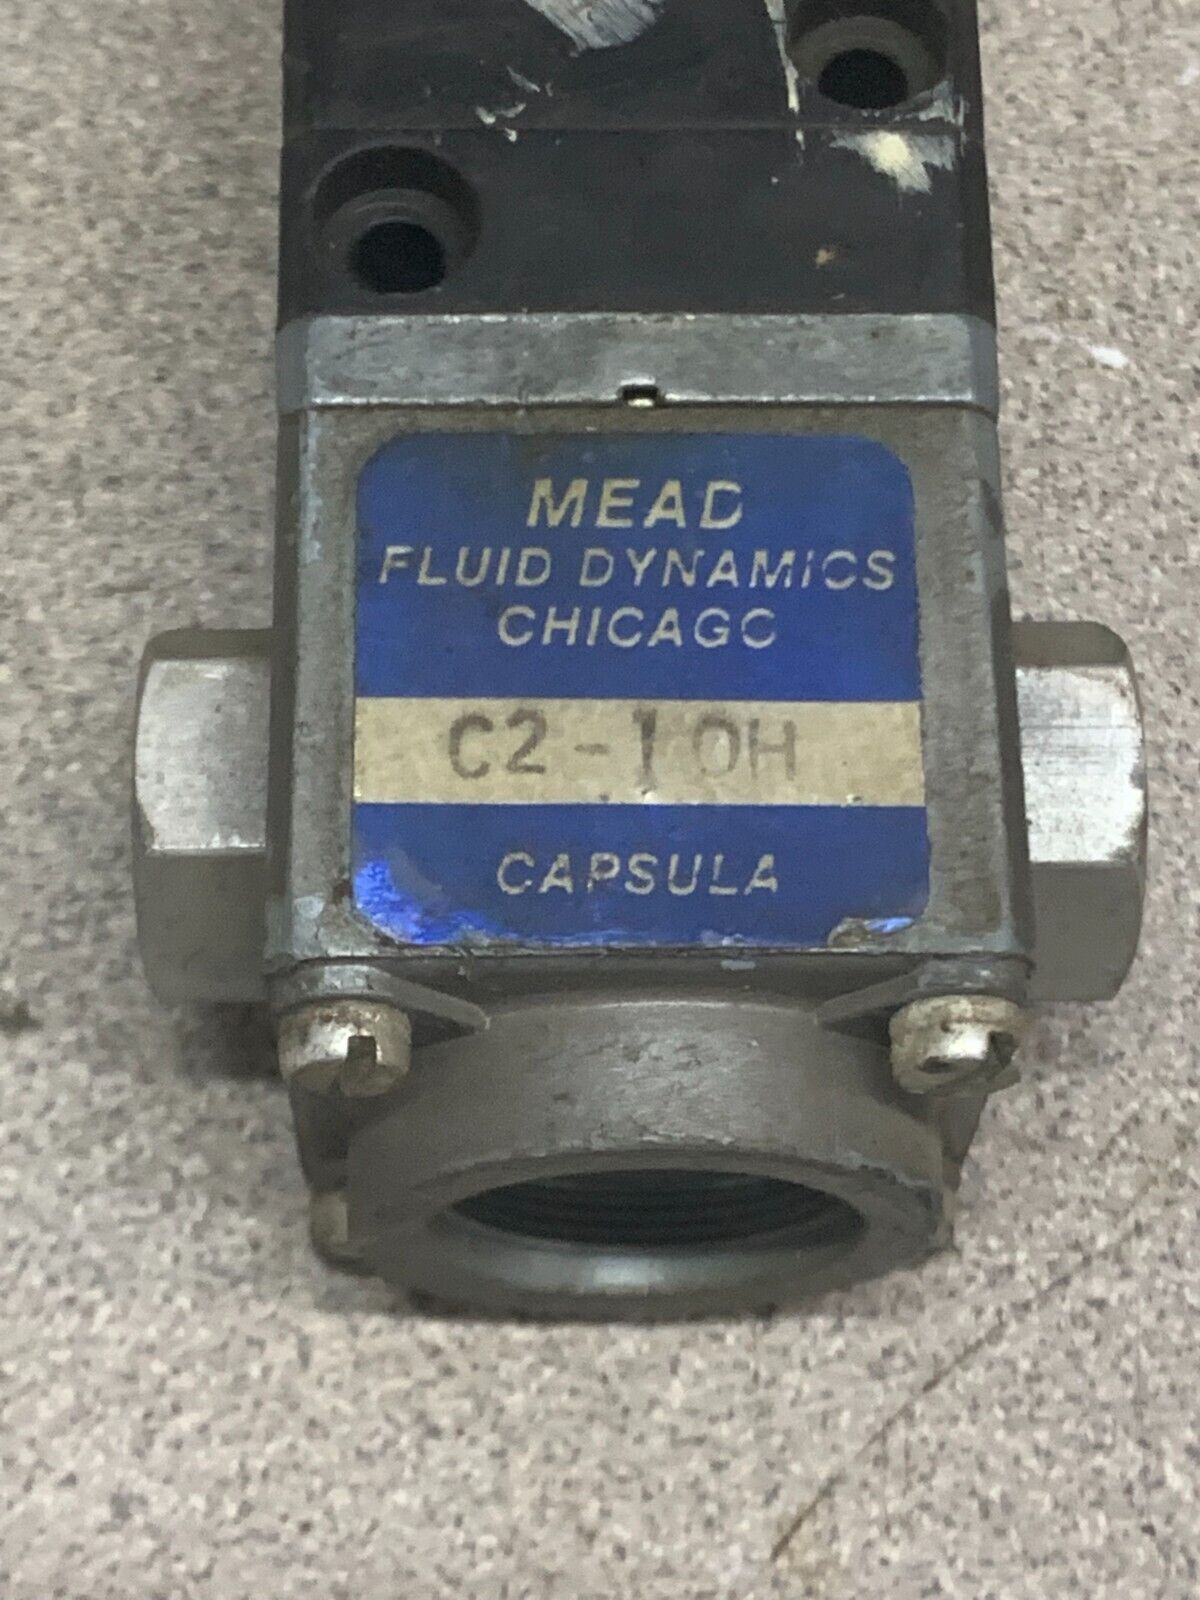 MEAD
FLUID DYNAMICS
CHICAGO
C2-10H
CAPSULA